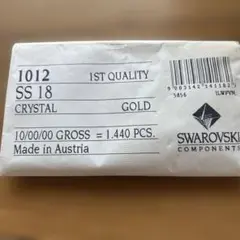 1012 1ST QUALITY
SS 18
CRYSTAL GOLD
10/00/00 GROSS = 1.440 PCS.
Made in Austria
SWAROVSKI
COMPONENTS